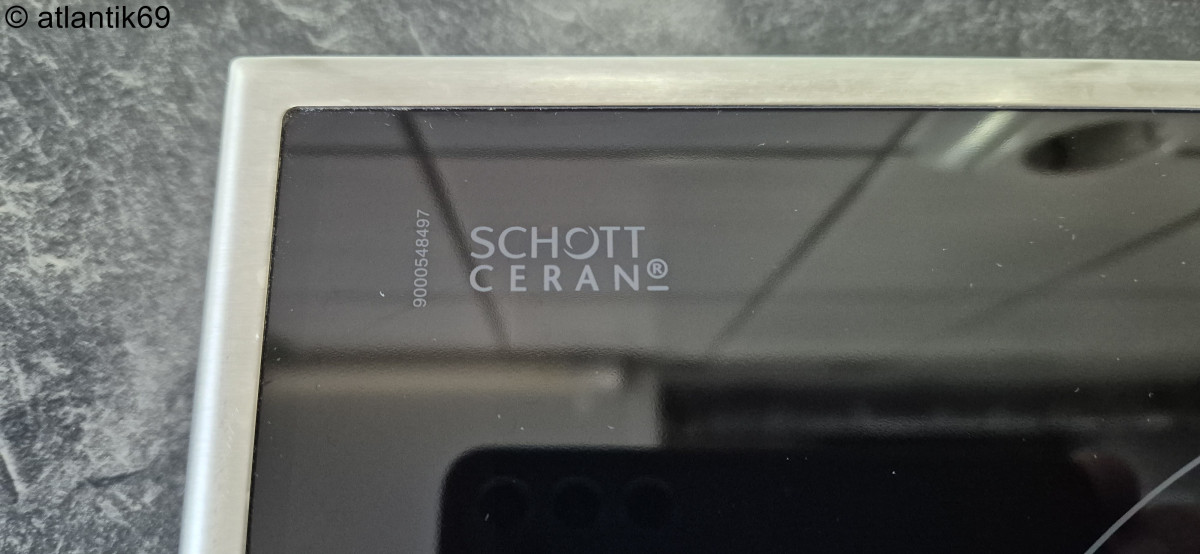 © atlantik69
9000548497
SCHOTT
CERAN®